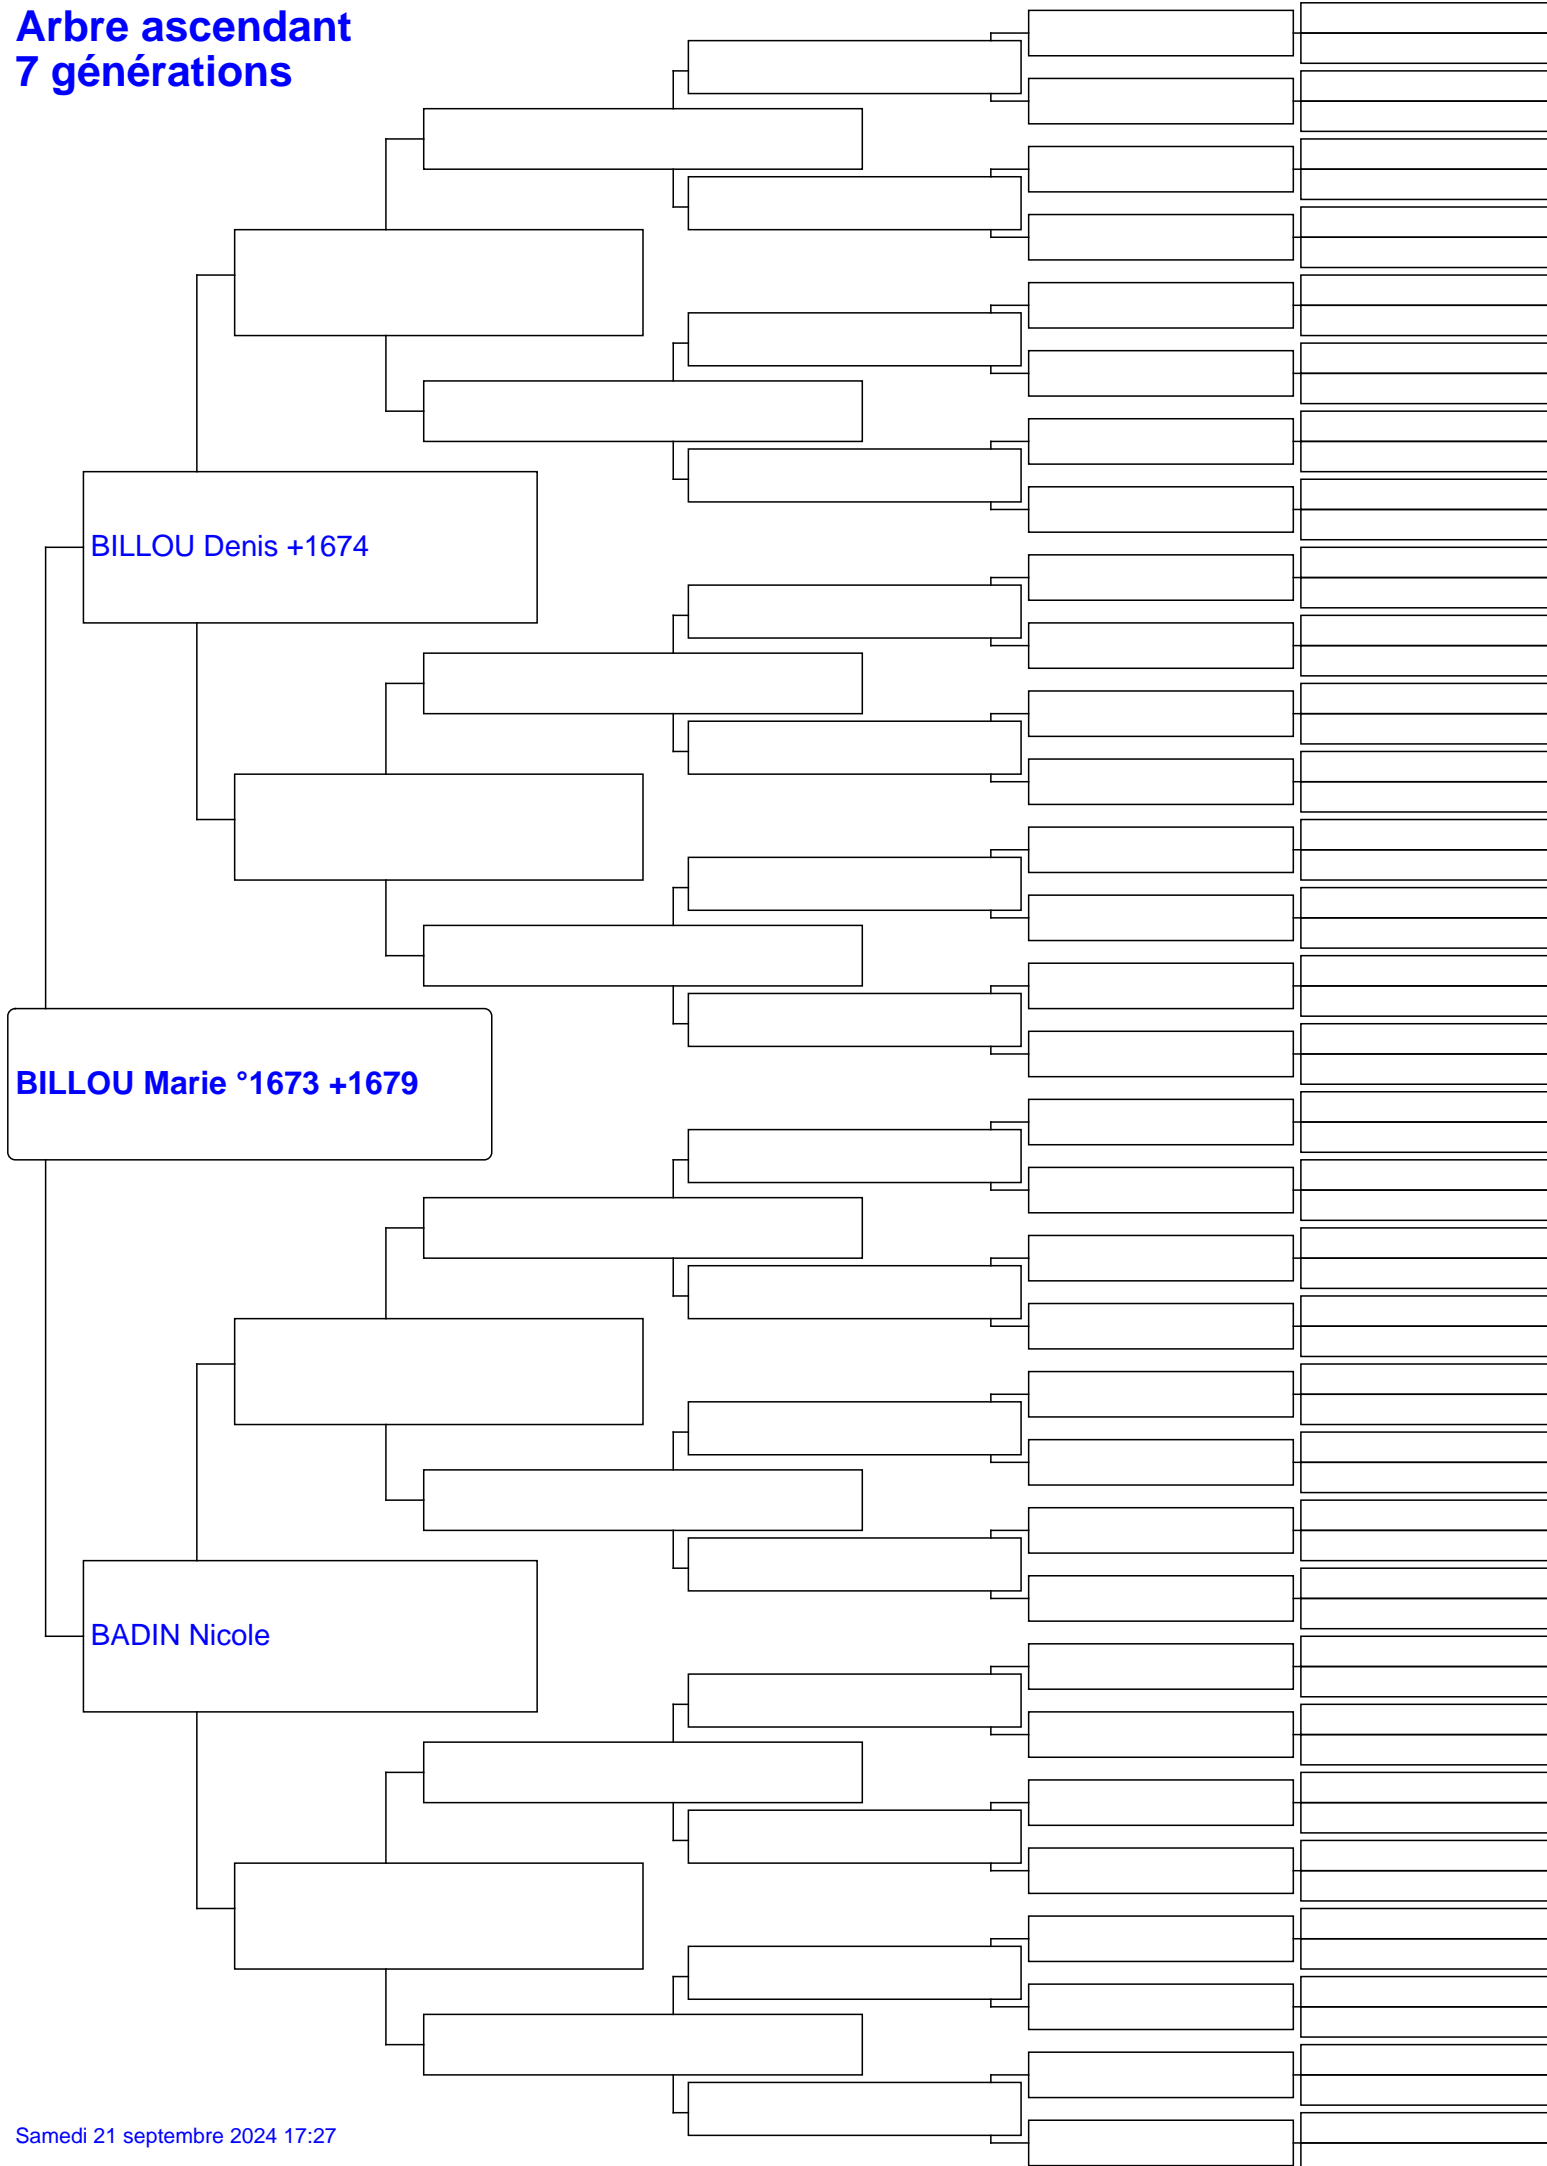 Arbre ascendant
7 générations
BILLOU Denis +1674
BILLOU Marie °1673 +1679
BADIN Nicole
Samedi 21 septembre 2024 17:27